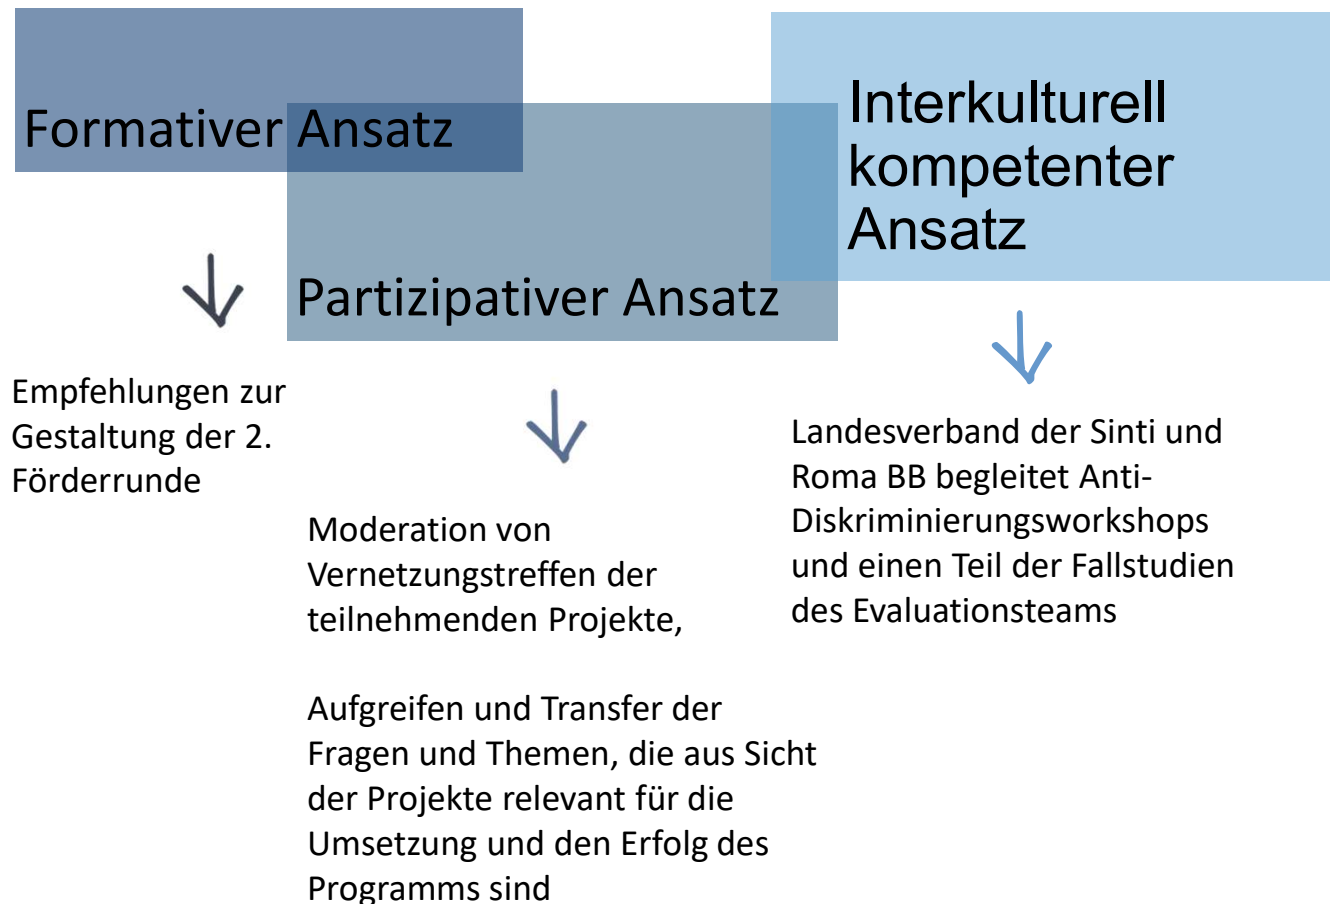 Formativer Ansatz
Empfehlungen zur
Gestaltung der 2.
Förderrunde
Partizipativer Ansatz
Moderation von
Vernetzungstreffen der
teilnehmenden Projekte,
Aufgreifen und Transfer der
Fragen und Themen, die aus Sicht
der Projekte relevant für die
Umsetzung und den Erfolg des
Programms sind
Interkulturell
kompetenter
Ansatz
Landesverband der Sinti und
Roma BB begleitet Anti-
Diskriminierungsworkshops
und einen Teil der Fallstudien
des Evaluationsteams